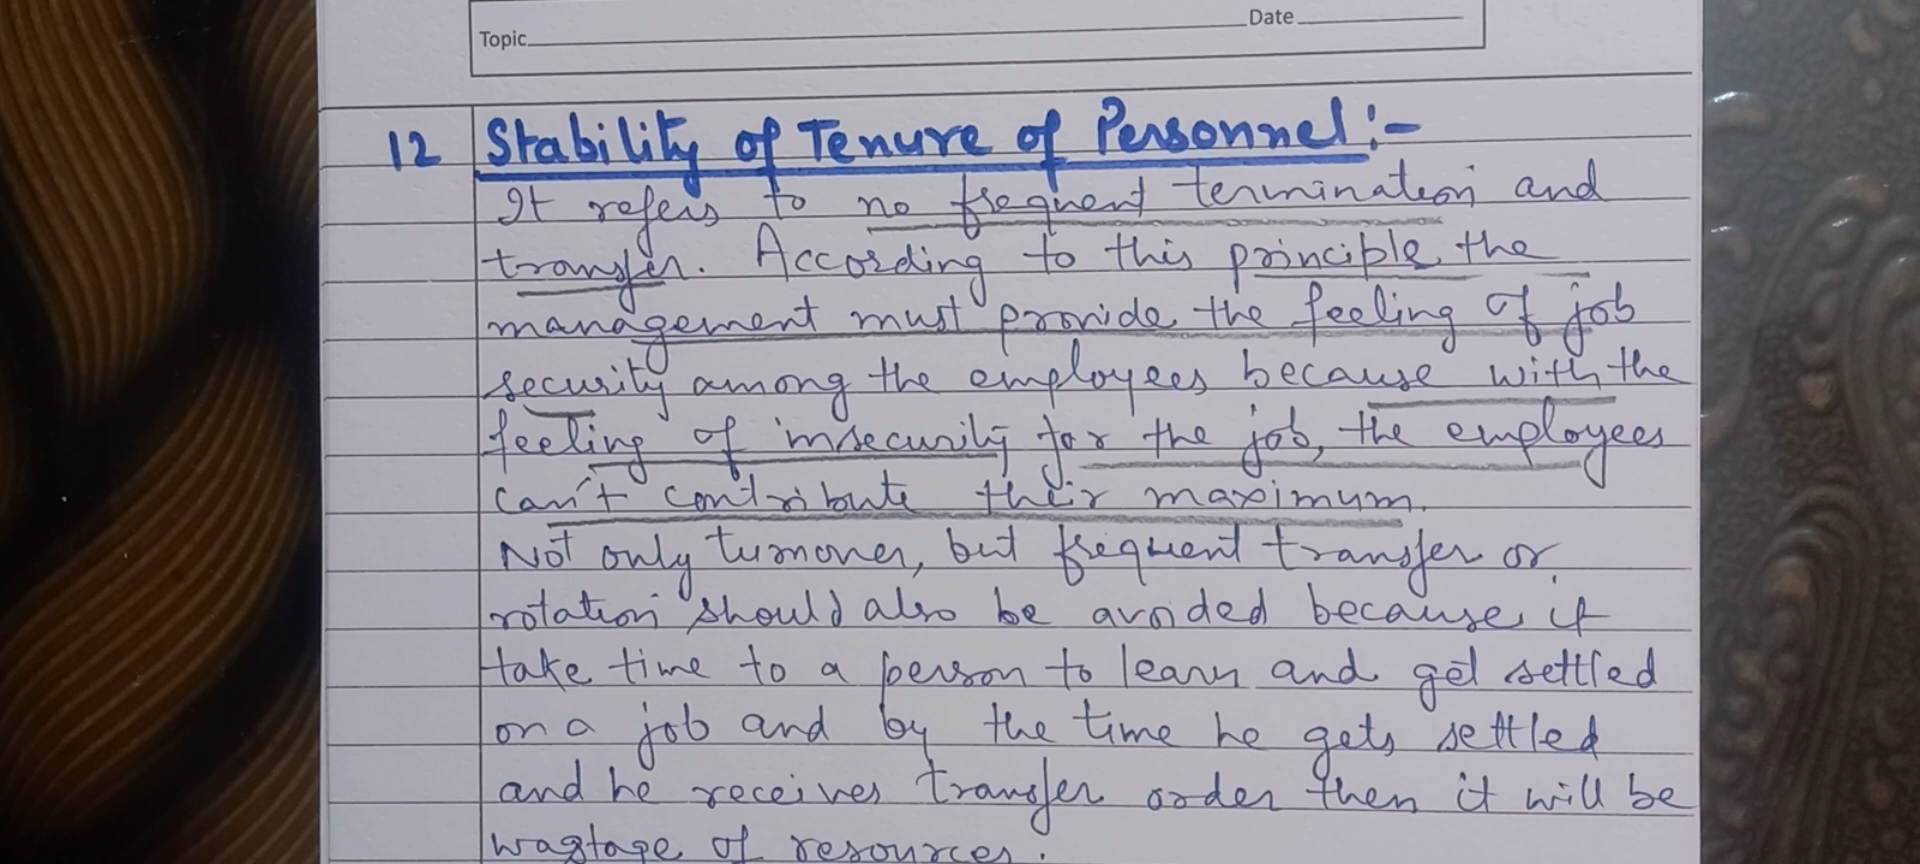 Date
Topic
12 Stability of Tenure of Personnel:-
It refers to no frequent termination and
transfer. According to this principle the
management must provide the feeling of job
security among the employees because with the
feeling of insecurity for the job, the employees
can't contribute their maximum.
Not only turnover, but frequent transfer or
rotation should also be avoided because it
take time to a person to learn and get settled
on a job and by the time he gets settled
and he receives transfer order then it will be
wastage of resources.